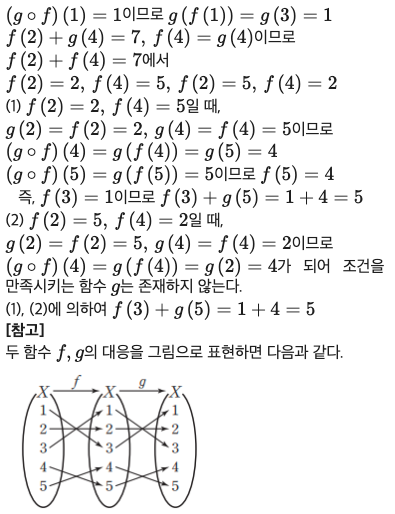 (g∘f)(1)=1이므로 g(f(1))=g(3)=1
f(2)+g(4)=7, f(4)=g(4)이므로
f(2)+f(4)=7에서
f(2)=2, f(4)=5, f(2)=5, f(4)=2
(1) f(2)=2, f(4)=5일 때,
g(2)=f(2)=2, g(4)=f(4)=5이므로
(g∘f)(4)=g(f(4))=g(5)=4
(g∘f)(5)=g(f(5))=5이므로 f(5)=4
즉, f(3)=1이므로 f(3)+g(5)=1+4=5
(2) f(2)=5, f(4)=2일 때,
g(2)=f(2)=5, g(4)=f(4)=2이므로
(g∘f)(4)=g(f(4))=g(2)=4가 되어 조건을
만족시키는 함수 g는 존재하지 않는다.
(1), (2)에 의하여 f(3)+g(5)=1+4=5
[참고]
두 함수 f,g의 대응을 그림으로 표현하면 다음과 같다.
f g
X X X
1 1 1
2 2 2
3 3 3
4 4 4
5 5 5